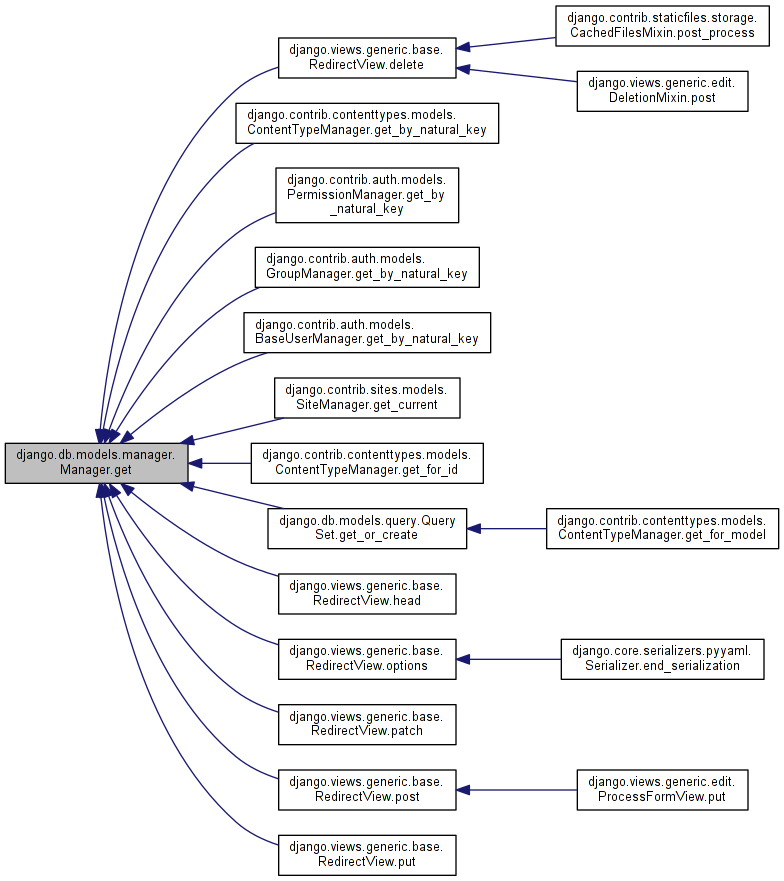 django.contrib.staticfiles.storage.
CachedFilesMixin.post_process
django.views.generic.base.
RedirectView.delete
django.views.generic.edit.
DeletionMixin.post
django.contrib.contenttypes.models.
ContentTypeManager.get_by_natural_key
django.contrib.auth.models.
PermissionManager.get_by
_natural_key
django.contrib.auth.models.
GroupManager.get_by_natural_key
django.contrib.auth.models.
BaseUserManager.get_by_natural_key
django.contrib.sites.models.
SiteManager.get_current
django.db.models.manager.
Manager.get
django.contrib.contenttypes.models.
ContentTypeManager.get_for_id
django.db.models.query.Query
Set.get_or_create
django.contrib.contenttypes.models.
ContentTypeManager.get_for_model
django.views.generic.base.
RedirectView.head
django.views.generic.base.
RedirectView.options
django.core.serializers.pyyaml.
Serializer.end_serialization
django.views.generic.base.
RedirectView.patch
django.views.generic.base.
RedirectView.post
django.views.generic.edit.
ProcessFormView.put
django.views.generic.base.
RedirectView.put